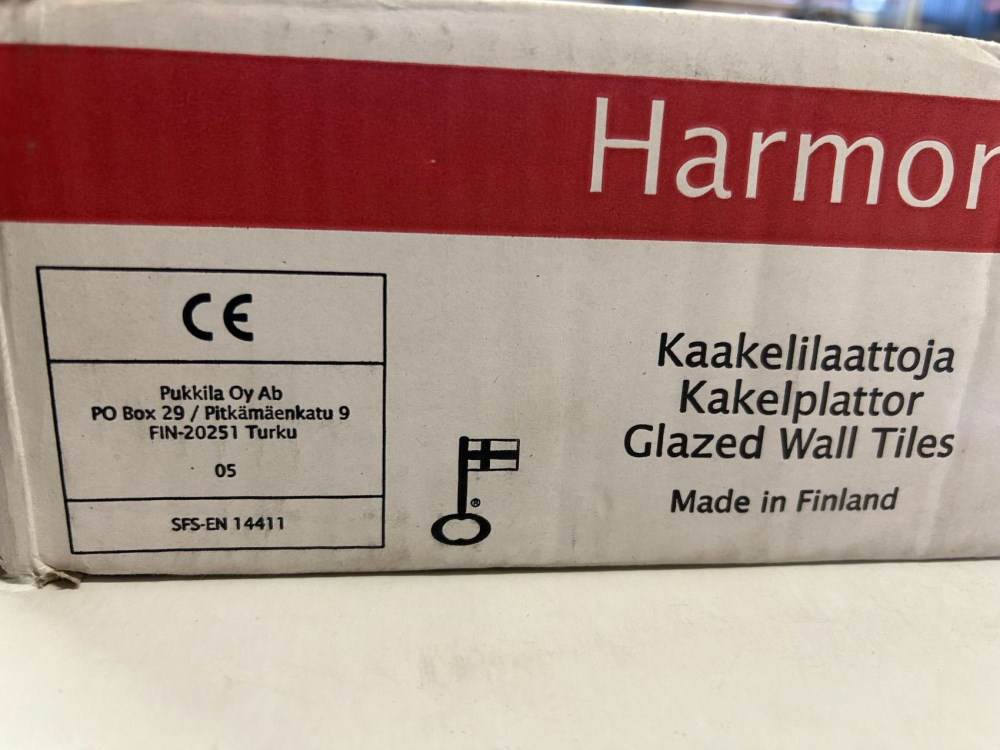 Harmon
CE
Pukkila Oy Ab
PO Box 29 / Pitkämäenkatu 9
FIN-20251 Turku
05
SFS-EN 14411
®
Kaakelilaattoja
Kakelplattor
Glazed Wall Tiles
Made in Finland